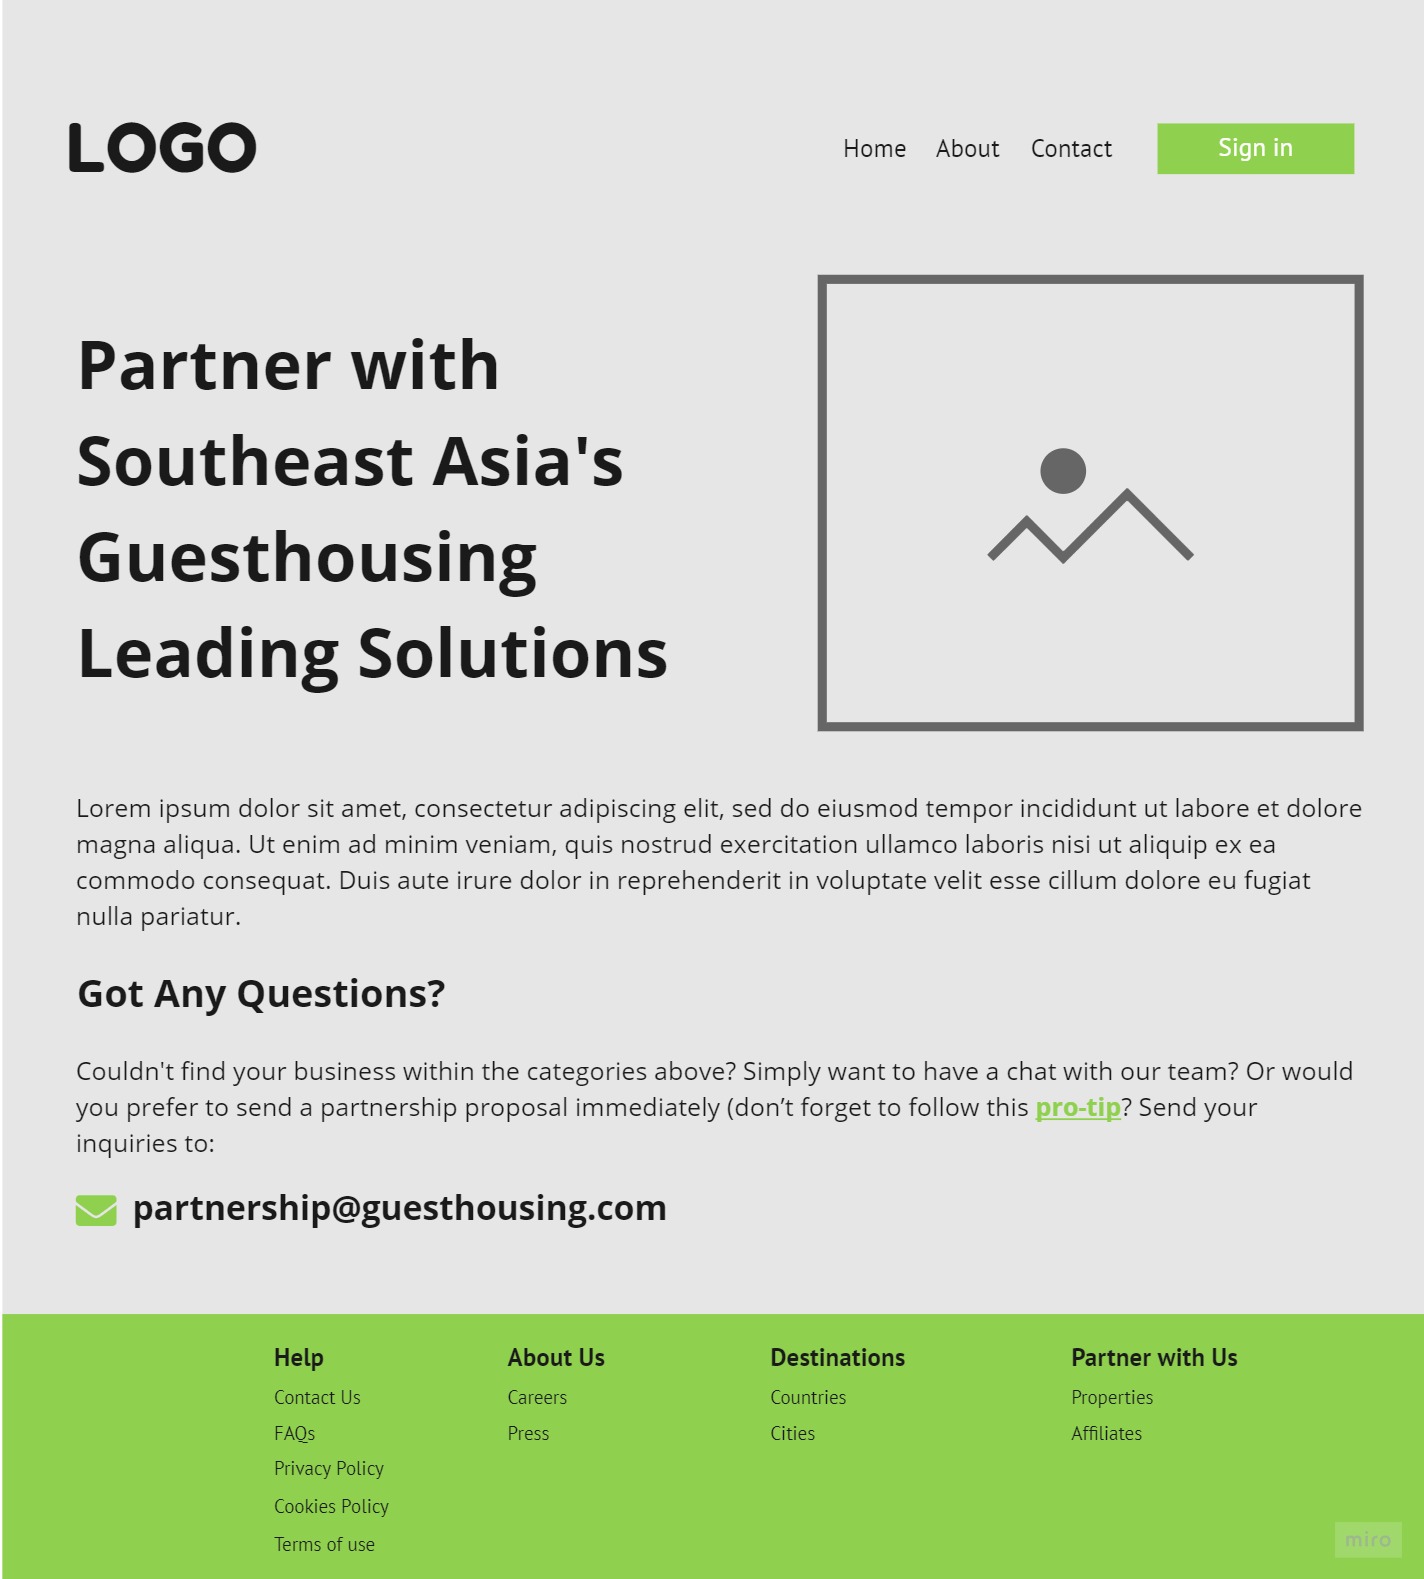 LOGO
Home About Contact Sign in
Partner with
Southeast Asia's
Guesthousing
Leading Solutions
Lorem ipsum dolor sit amet, consectetur adipiscing elit, sed do eiusmod tempor incididunt ut labore et dolore
magna aliqua. Ut enim ad minim veniam, quis nostrud exercitation ullamco laboris nisi ut aliquip ex ea
commodo consequat. Duis aute irure dolor in reprehenderit in voluptate velit esse cillum dolore eu fugiat
nulla pariatur.
Got Any Questions?
Couldn't find your business within the categories above? Simply want to have a chat with our team? Or would
you prefer to send a partnership proposal immediately (don’t forget to follow this pro-tip? Send your
inquiries to:
partnership@guesthousing.com
Help
Contact Us
FAQs
Privacy Policy
Cookies Policy
Terms of use
About Us
Careers
Press
Destinations
Countries
Cities
Partner with Us
Properties
Affiliates
miro